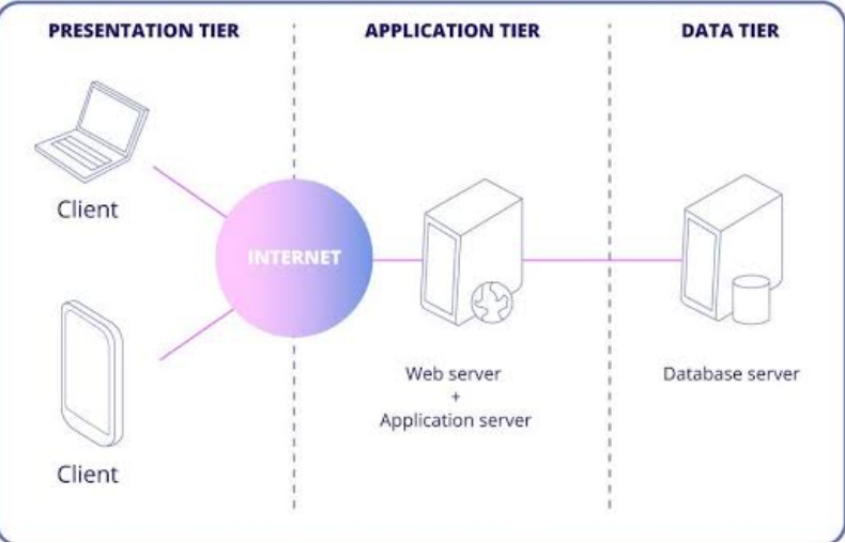 PRESENTATION TIER
APPLICATION TIER
DATA TIER
Client
INTERNET
Client
Web server
+
Application server
Database server